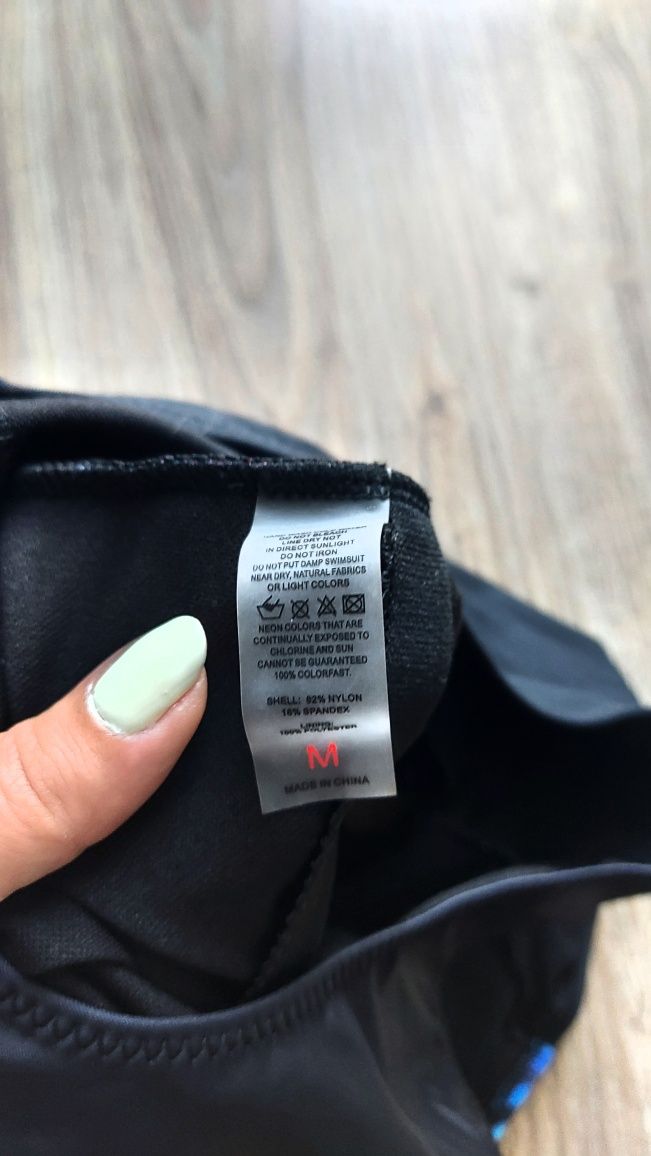 DO NOT BLEACH
LINE DRY NOT
IN DIRECT SUNLIGHT
DO NOT IRON
DO NOT PUT DAMP SWIMSUIT
NEAR DRY, NATURAL FABRICS
OR LIGHT COLORS
NEON COLORS THAT ARE
CONTINUALLY EXPOSED TO
CHLORINE AND SUN
CANNOT BE GUARANTEED
100% COLORFAST.
SHELL: 82% NYLON
18% SPANDEX
LINING:
100% POLYESTER
M
MADE IN CHINA